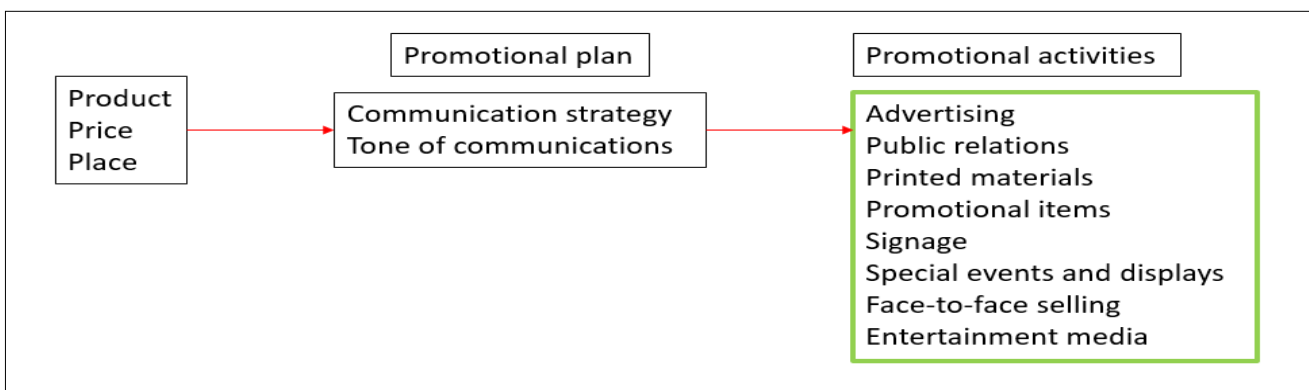 Promotional plan
Promotional activities
Product
Price
Place
Communication strategy
Tone of communications
Advertising
Public relations
Printed materials
Promotional items
Signage
Special events and displays
Face-to-face selling
Entertainment media